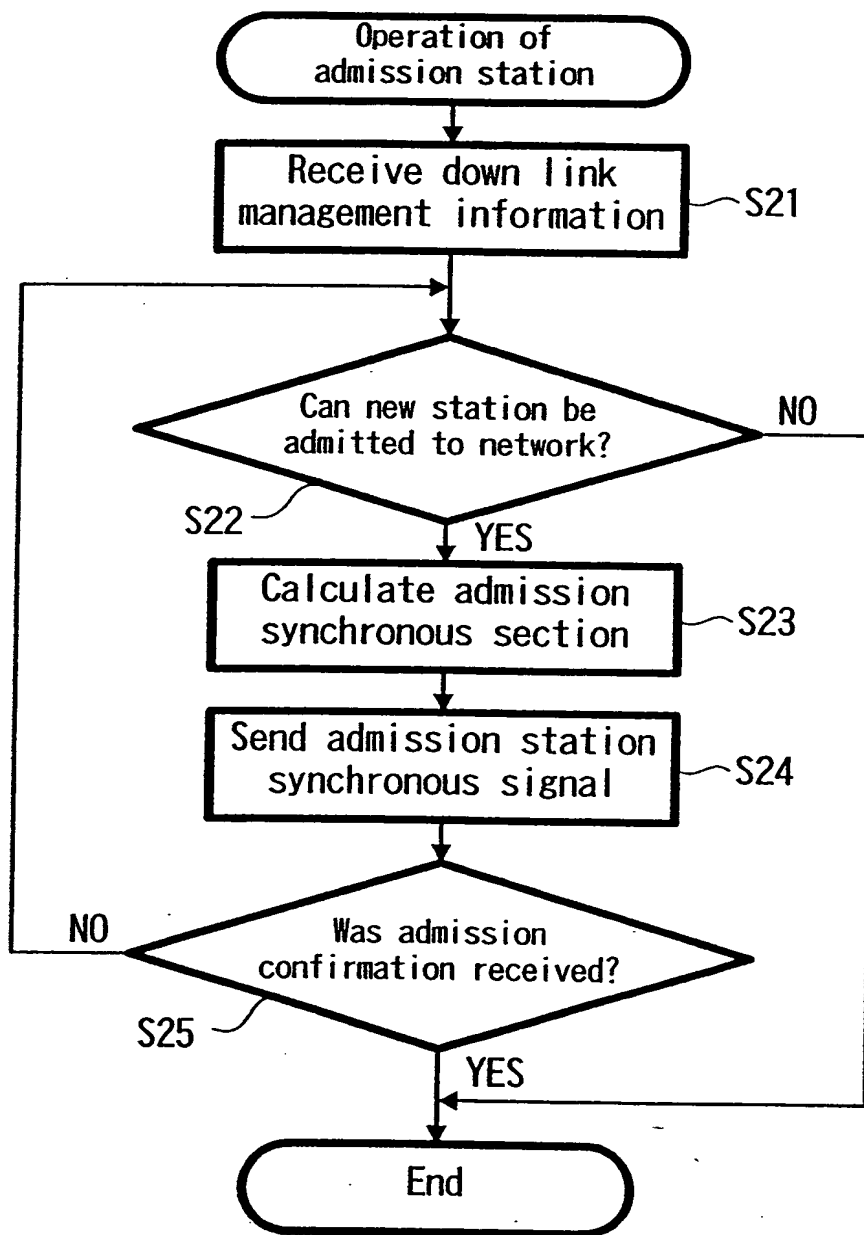 Operation of
admission station
Receive down link
management information
S21
Can new station be
admitted to network?
NO
S22
YES
Calculate admission
synchronous section
S23
Send admission station
synchronous signal
S24
NO
Was admission
confirmation received?
S25
YES
End